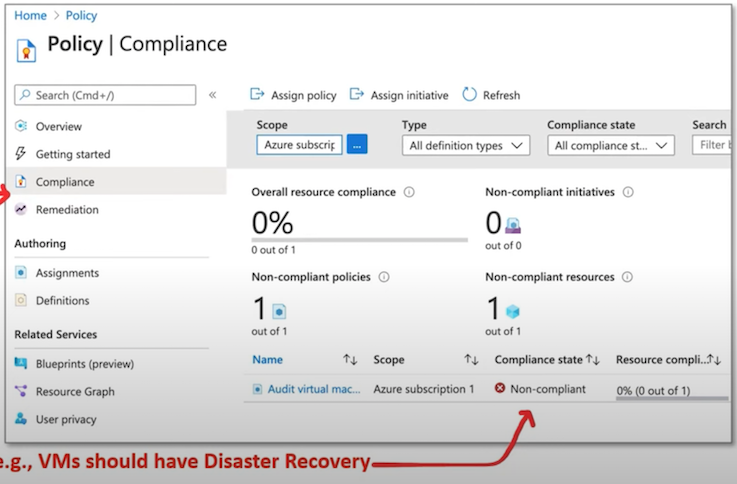 Home > Policy
Policy | Compliance
Search (Cmd+/)
«
Assign policy
Assign initiative
Refresh
Overview
Getting started
Compliance
Remediation
Authoring
Assignments
Definitions
Related Services
Blueprints (preview)
Resource Graph
User privacy
Scope
Type
Compliance state
Search
Azure subscrip
...
All definition types
All compliance st...
Filter b
Overall resource compliance
Non-compliant initiatives
0%
0
0 out of 1
out of 0
Non-compliant policies
Non-compliant resources
1
1
out of 1
out of 1
Name
Scope
Compliance state
Resource compli...
Audit virtual mac...
Azure subscription 1
Non-compliant
0% (0 out of 1)
e.g., VMs should have Disaster Recovery